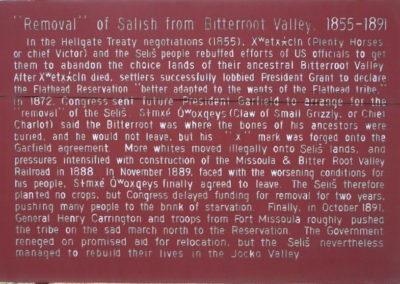 "Removal" of Salish from Bitterroot Valley, 1855-1891
In the Hellgate Treaty negotiations (1855), Xʷetxƛ̓cín (Plenty Horses
or chief Victor) and the Seliš people rebuffed efforts of US officials to get
them to abandon the choice lands of their ancestral Bitterroot Valley.
After Xʷetxƛ̓cín died, settlers successfully lobbied President Grant to declare
the Flathead Reservation "better adapted to the wants of the Flathead tribe."
In 1872, Congress sent future President Garfield to arrange for the
"removal" of the Seliš. Sɫm̓xé Q̓ʷoxqeys (Claw of Small Grizzly, or Chief
Charlot) said the Bitterroot was where the bones of his ancestors were
buried, and he would not leave, but his "X" mark was forged onto the
Garfield agreement. More whites moved illegally onto Seliš lands, and
pressures intensified with construction of the Missoula & Bitter Root Valley
Railroad in 1888. In November 1889, faced with the worsening conditions for
his people, Sɫm̓xé Q̓ʷoxqeys finally agreed to leave. The Seliš therefore
planted no crops, but Congress delayed funding for removal for two years,
pushing many people to the brink of starvation. Finally, in October 1891,
General Henry Carrington and troops from Fort Missoula roughly pushed
the tribe on the sad march north to the Reservation. The Government
reneged on promised aid for relocation, but the Seliš nevertheless
managed to rebuild their lives in the Jocko Valley